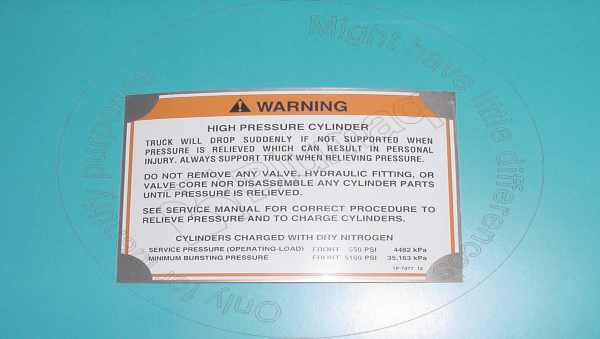 WARNING
HIGH PRESSURE CYLINDER
TRUCK WILL DROP SUDDENLY IF NOT SUPPORTED WHEN
PRESSURE IS RELIEVED WHICH CAN RESULT IN PERSONAL
INJURY. ALWAYS SUPPORT TRUCK WHEN RELIEVING PRESSURE.
DO NOT REMOVE ANY VALVE, HYDRAULIC FITTING, OR
VALVE CORE NOR DISASSEMBLE ANY CYLINDER PARTS
UNTIL PRESSURE IS RELIEVED.
SEE SERVICE MANUAL FOR CORRECT PROCEDURE TO
RELIEVE PRESSURE AND TO CHARGE CYLINDERS.
CYLINDERS CHARGED WITH DRY NITROGEN
SERVICE PRESSURE (OPERATING-LOAD) FRONT 650 PSI 4482 kPa
MINIMUM BURSTING PRESSURE FRONT 5100 PSI 35,163 kPa
Might have little differences
Only for